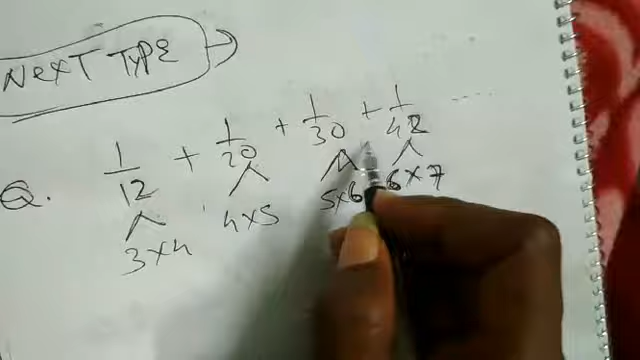 NEXT TYPE
Q. 1/12 + 1/20 + 1/30 + 1/42 ----
3×4 4×5 5×6 6×7